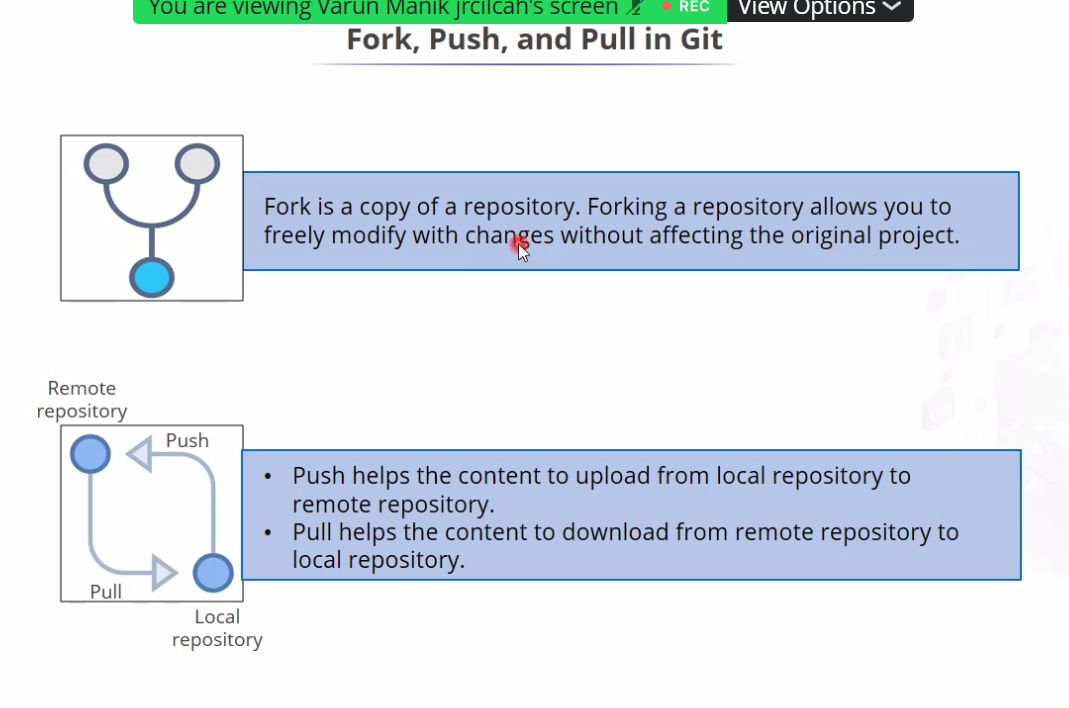 You are viewing Varun Manik jrcilcah's screen REC View Options
Fork, Push, and Pull in Git
Fork is a copy of a repository. Forking a repository allows you to
freely modify with changes without affecting the original project.
Remote
repository
Push
Pull
Local
repository
• Push helps the content to upload from local repository to
remote repository.
• Pull helps the content to download from remote repository to
local repository.